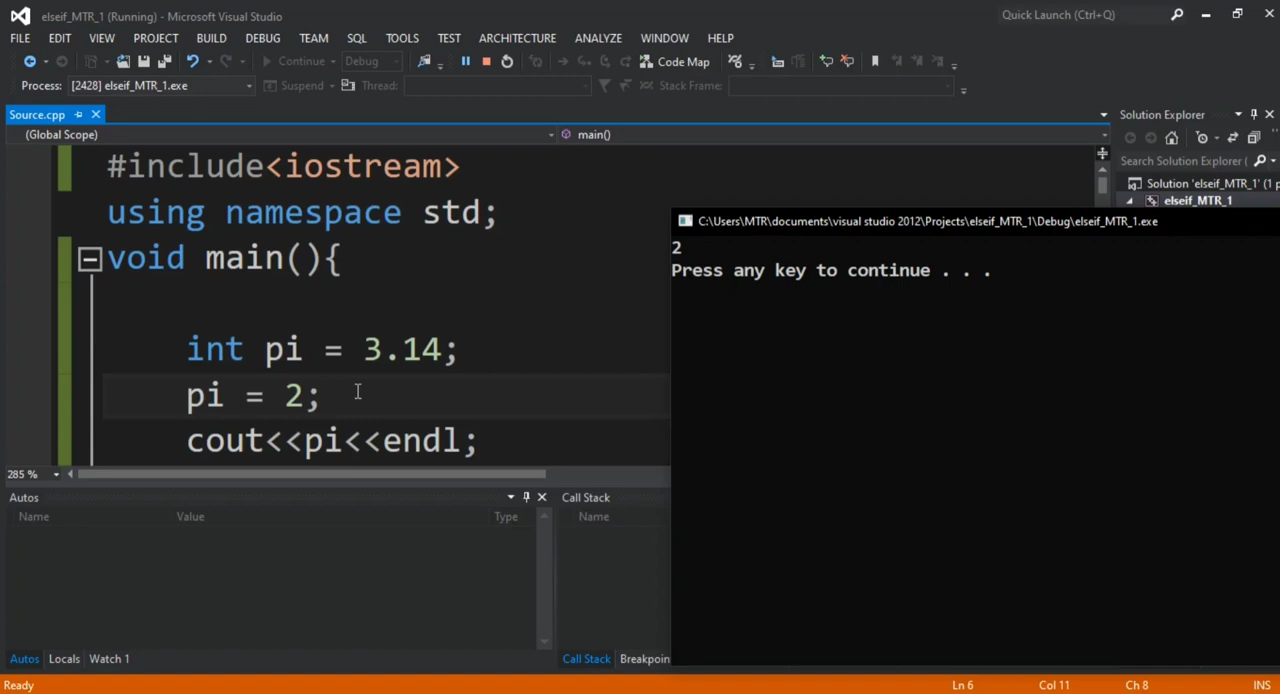 elseif_MTR_1 (Running) - Microsoft Visual Studio
Quick Launch (Ctrl+Q)
FILE EDIT VIEW PROJECT BUILD DEBUG TEAM SQL TOOLS TEST ARCHITECTURE ANALYZE WINDOW HELP
Continue Debug Code Map
Process: [2428] elseif_MTR_1.exe Suspend Thread: Stack Frame:
Source.cpp Solution Explorer
(Global Scope) main()
Search Solution Explorer (
Solution 'elseif_MTR_1' (1 p
elseif_MTR_1
#include<iostream>
using namespace std;
void main(){
int pi = 3.14;
pi = 2;
cout<<pi<<endl;
C:\Users\MTR\documents\visual studio 2012\Projects\elseif_MTR_1\Debug\elseif_MTR_1.exe
2
Press any key to continue . . .
285 %
Autos Call Stack
Name Value Type Name
Autos Locals Watch 1 Call Stack Breakpoin
Ready Ln 6 Col 11 Ch 8 INS